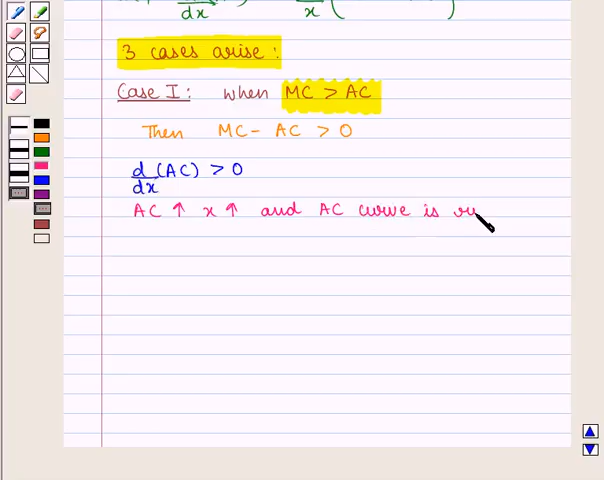 dx x (
3 cases arise:
Case I: when MC > AC
Then MC - AC > 0
d/dx (AC) > 0
AC ↑ x ↑ and AC curve is